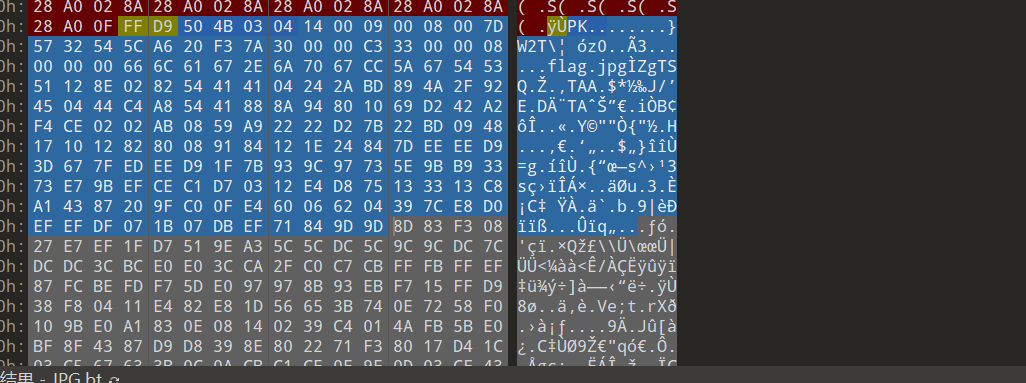 28 A0 02 8A 28 A0 02 8A 28 A0 02 8A 28 A0 02 8A ( .S( .S( .S( .S
0h: 28 A0 0F FF D9 50 4B 03 04 14 00 09 00 08 00 7D ( .ÿÙPK........}
0h: 57 32 54 5C A6 20 F3 7A 30 00 00 C3 33 00 00 08 W2T\¦ óz0..Ã3...
0h: 00 00 00 66 6C 61 67 2E 6A 70 67 CC 5A 67 54 53 ...flag.jpgÌZgTS
0h: 51 12 8E 02 82 54 41 41 04 24 2A BD 89 4A 2F 92 Q.Ž.‚TAA.$*½‰J/’
0h: 45 04 44 C4 A8 54 41 88 8A 94 80 10 69 D2 42 A2 E.DÄ¨TAˆŠ”€.iÒB¢
0h: F4 CE 02 02 AB 08 59 A9 22 22 D2 7B 22 BD 09 48 ôÎ..«.Y©""Ò{"½.H
0h: 17 10 12 82 80 08 91 84 12 1E 24 84 7D EE EE D9
0h: 3D 67 7F ED EE D9 1F 7B 93 9C 97 73 5E 9B B9 33
0h: 73 E7 9B EF CE C1 D7 03 12 E4 D8 75 13 33 13 C8 sç›ïÎÁ×..äØu.3.È
0h: A1 43 87 20 9F C0 0F E4 60 06 62 04 39 7C E8 D0 ¡C‡ ŸÀ.ä`.b.9|èÐ
0h: EF EF DF 07 1B 07 DB EF 71 84 9D 9D 8D 83 F3 08 ïïß...Ûïq„...ƒó.
0h: 27 E7 EF 1F D7 51 9E A3 5C 5C DC 5C 9C 9C DC 7C 'çï.×Qž£\\Ü\œœÜ|
0h: DC DC 3C BC E0 E0 3C CA 2F C0 C7 CB FF FB FF EF ÜÜ<¼àà<Ê/ÀÇËÿûÿï
0h: 87 FC BE FD F7 5D E0 97 97 8B 93 EB F7 15 FF D9 ‡ü¾ý÷]à——‹“ë÷.ÿÙ
0h: 38 F8 04 11 E4 82 E8 1D 56 65 3B 74 0E 72 58 F0 8ø..ä‚è.Ve;t.rXð
0h: 10 9B E0 A1 83 0E 08 14 02 39 C4 01 4A FB 5B E0 .›à¡ƒ....9Ä.Jû[à
0h: BF 8F 43 87 D9 D8 39 8E 80 22 71 F3 80 17 D4 1C
结果 - JPG.bt